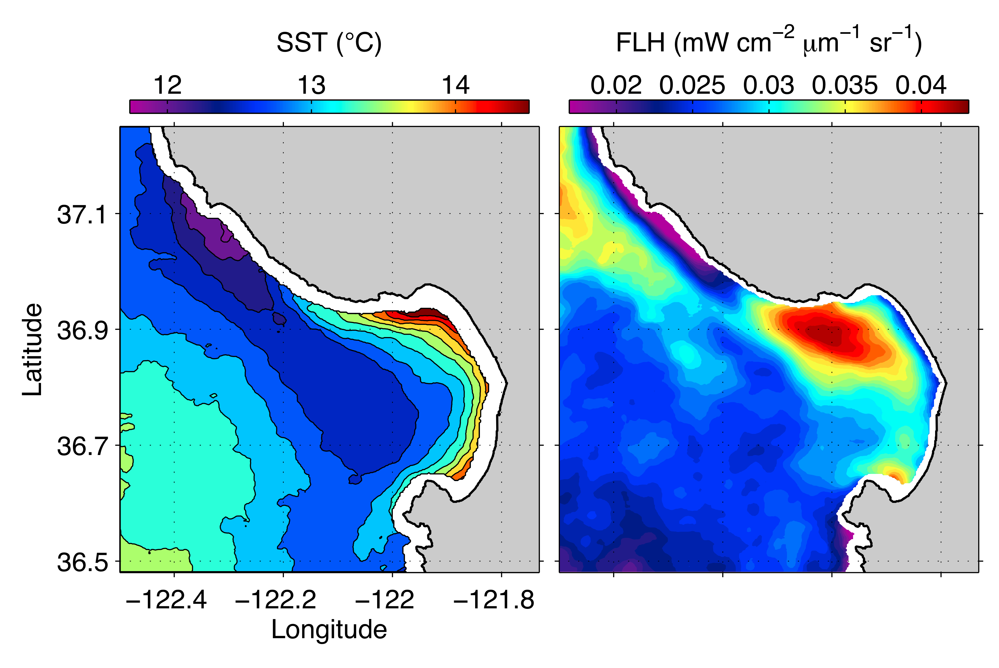 SST (°C)
12 13 14
FLH (mW cm⁻² μm⁻¹ sr⁻¹)
0.02 0.025 0.03 0.035 0.04
Latitude
37.1
36.9
36.7
36.5
−122.4 −122.2 −122 −121.8
Longitude